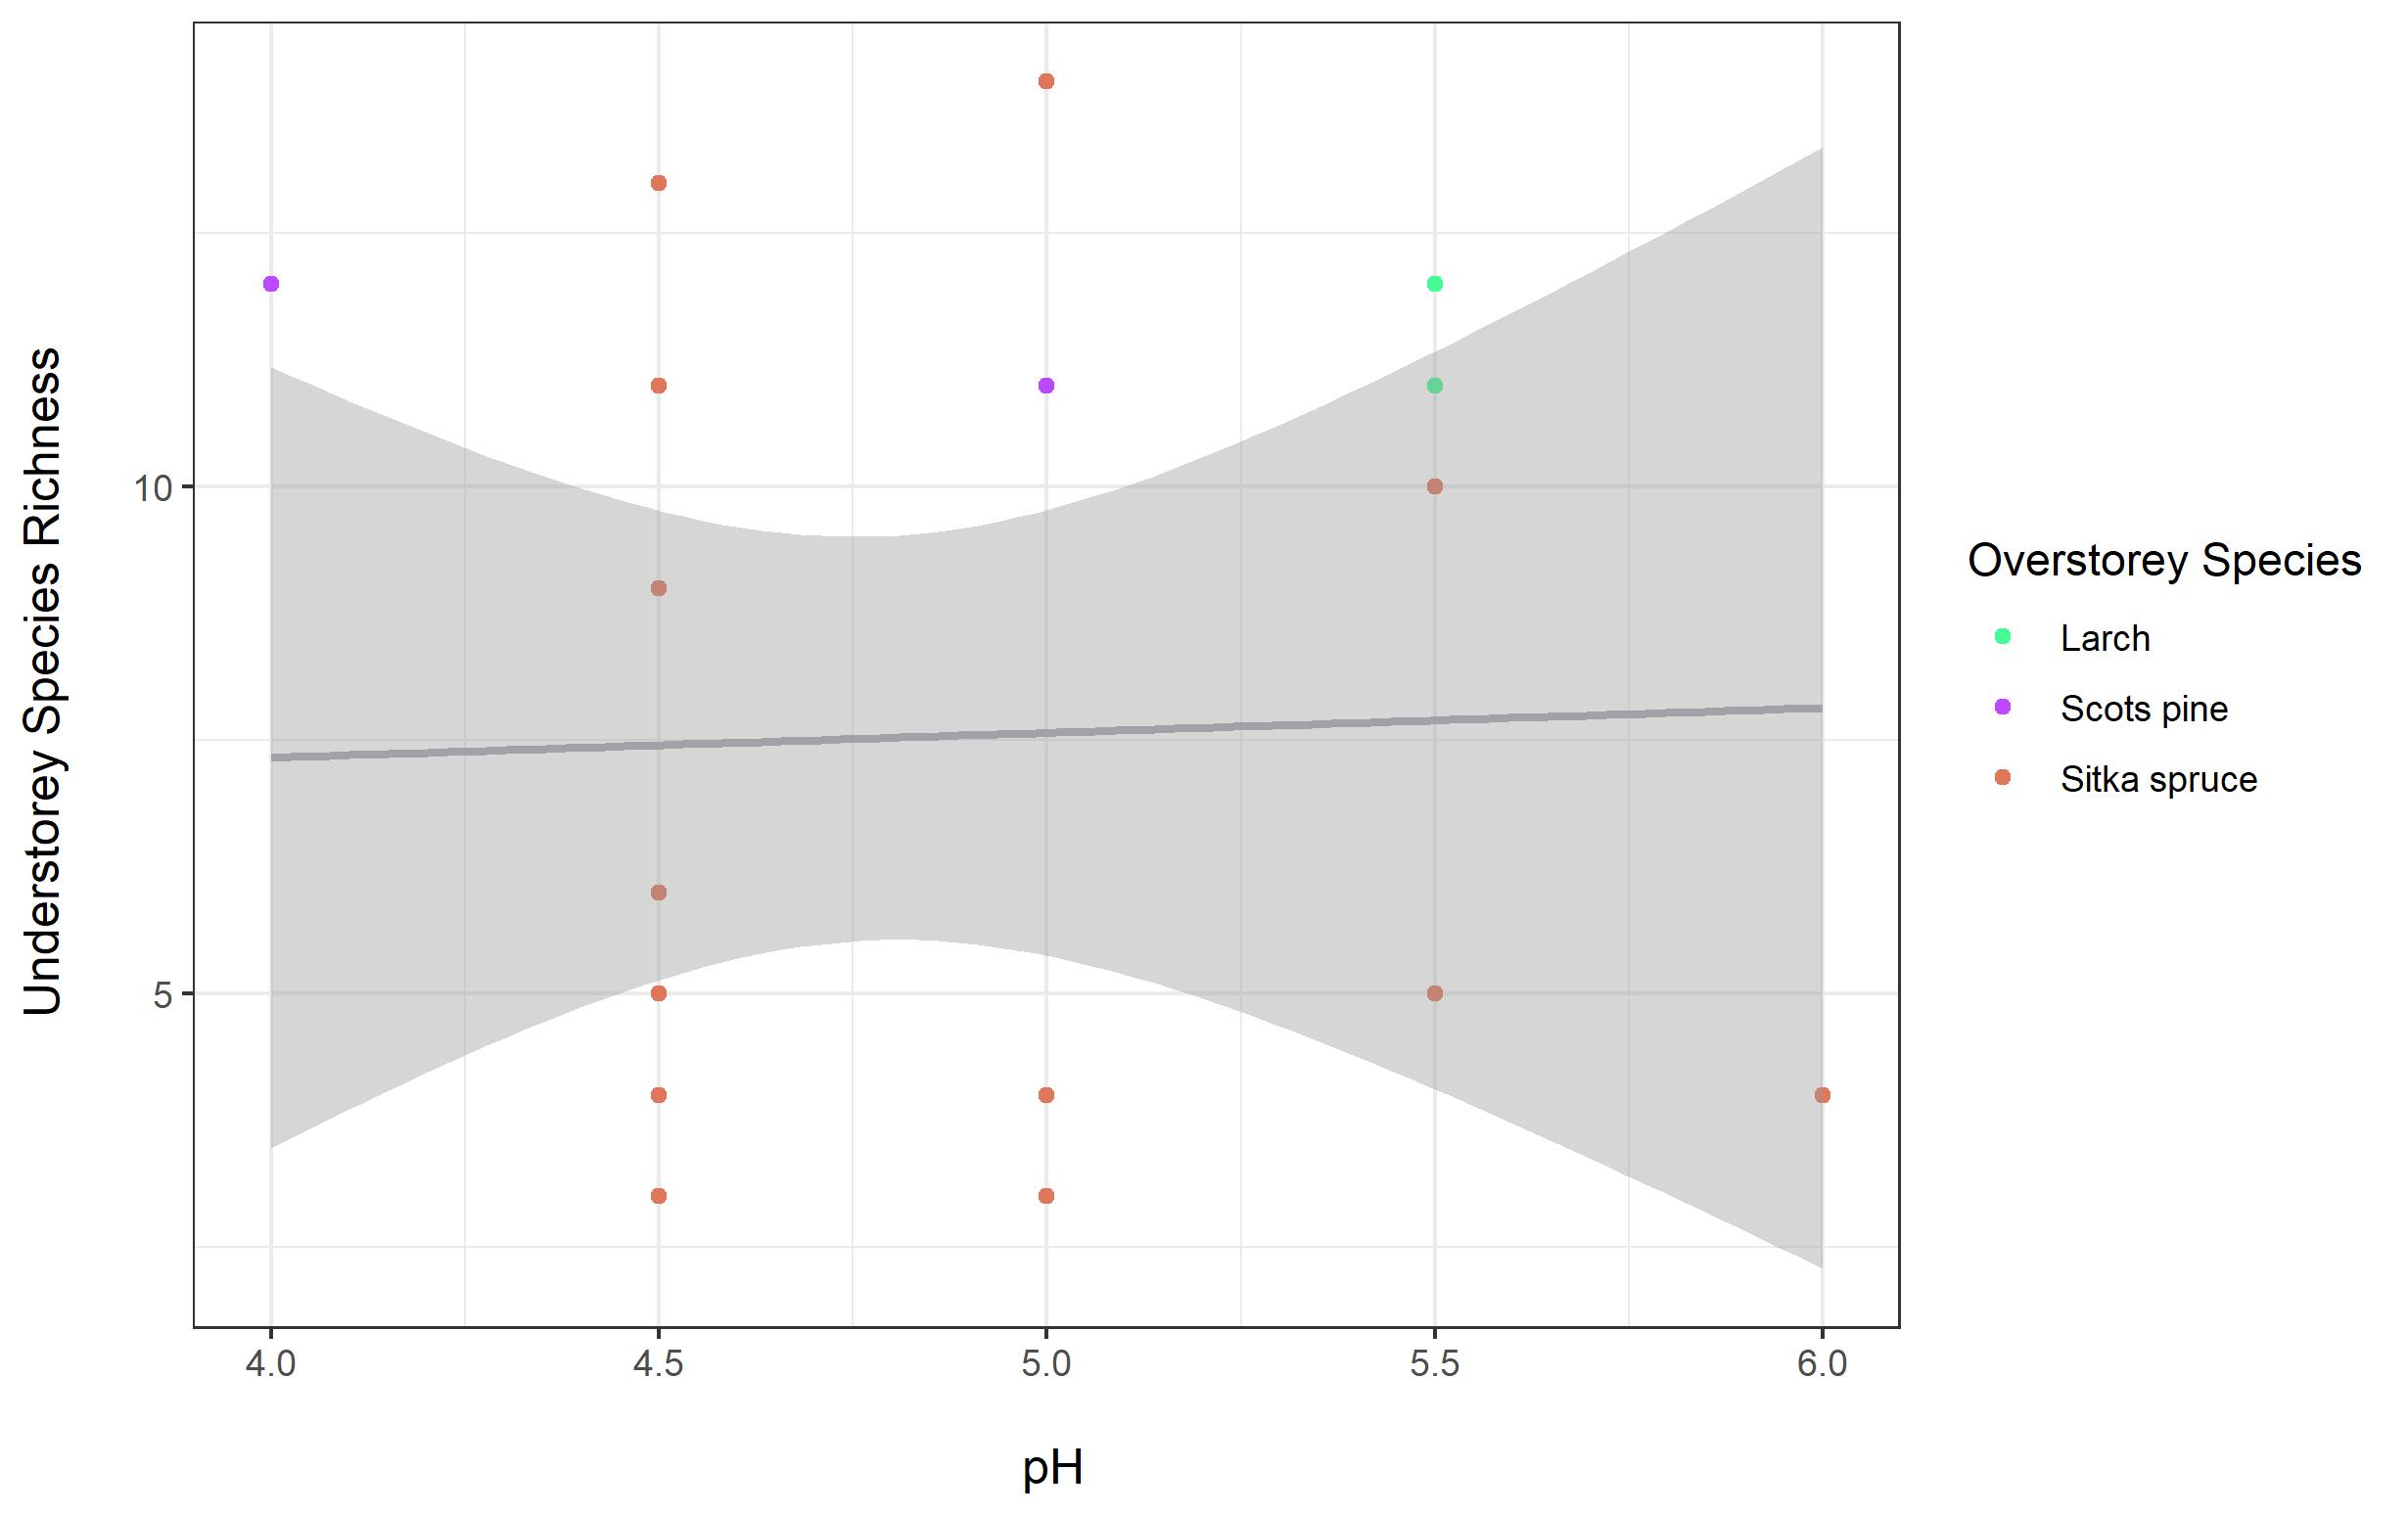 Understorey Species Richness
10
5
4.0 4.5 5.0 5.5 6.0
pH
Overstorey Species
Larch
Scots pine
Sitka spruce